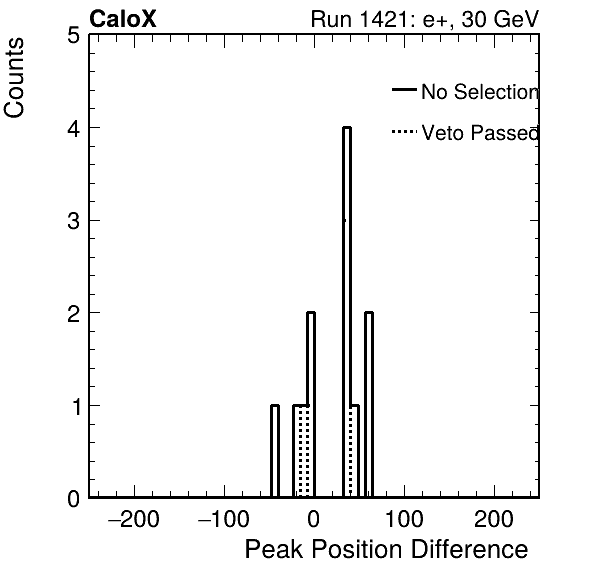 CaloX Run 1421: e+, 30 GeV
Counts
5
No Selection
4
Veto Passed
3
2
1
0
−200 −100 0 100 200
Peak Position Difference